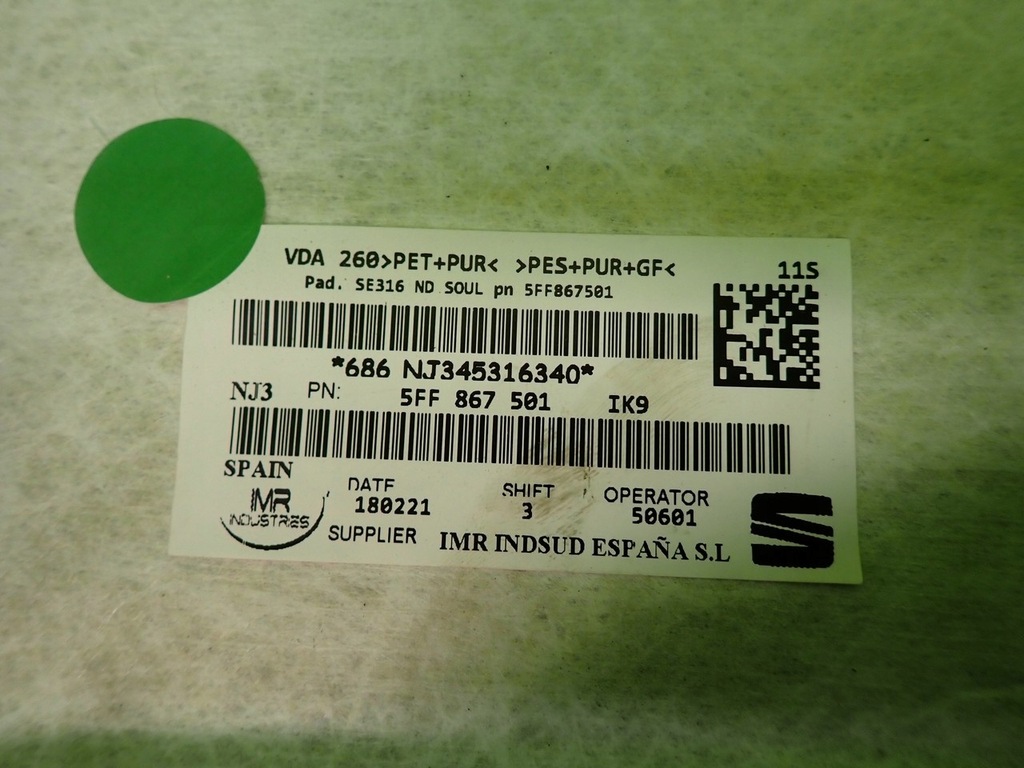 VDA 260>PET+PUR< >PES+PUR+GF<
11S
Pad. SE316 ND SOUL pn 5FF867501
*686 NJ345316340*
NJ3 PN: 5FF 867 501 IK9
SPAIN
IMR
INDUSTRIES
DATE SHIFT OPERATOR
180221 3 50601
SUPPLIER IMR INDSUD ESPAÑA S.L